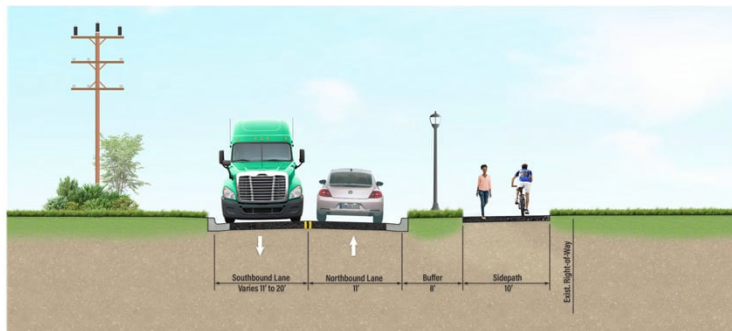 Southbound Lane
Varies 11' to 20'
Northbound Lane
11'
Buffer
8'
Sidepath
10'
Exist. Right-of-Way